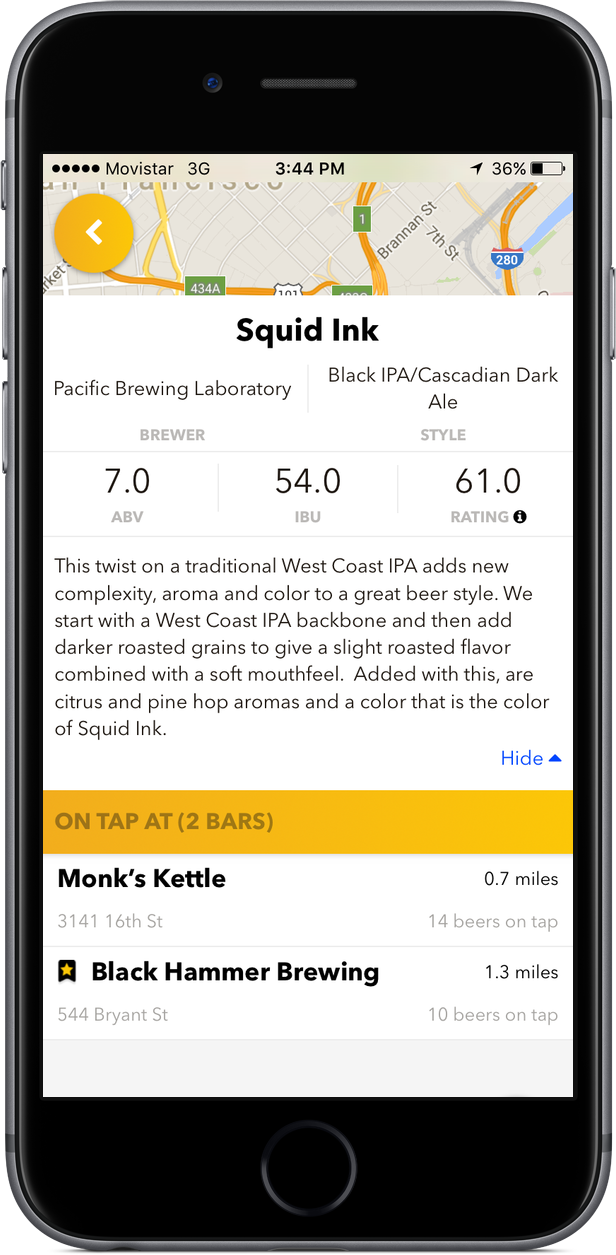 Movistar 3G 3:44 PM 36%
an Francisco
1
Brannan St
7th St
280
434A
101
Squid Ink
Pacific Brewing Laboratory
Black IPA/Cascadian Dark
Ale
BREWER
STYLE
7.0
54.0
61.0
ABV
IBU
RATING
This twist on a traditional West Coast IPA adds new
complexity, aroma and color to a great beer style. We
start with a West Coast IPA backbone and then add
darker roasted grains to give a slight roasted flavor
combined with a soft mouthfeel.  Added with this, are
citrus and pine hop aromas and a color that is the color
of Squid Ink.
Hide
ON TAP AT (2 BARS)
Monk's Kettle
0.7 miles
3141 16th St
14 beers on tap
Black Hammer Brewing
1.3 miles
544 Bryant St
10 beers on tap